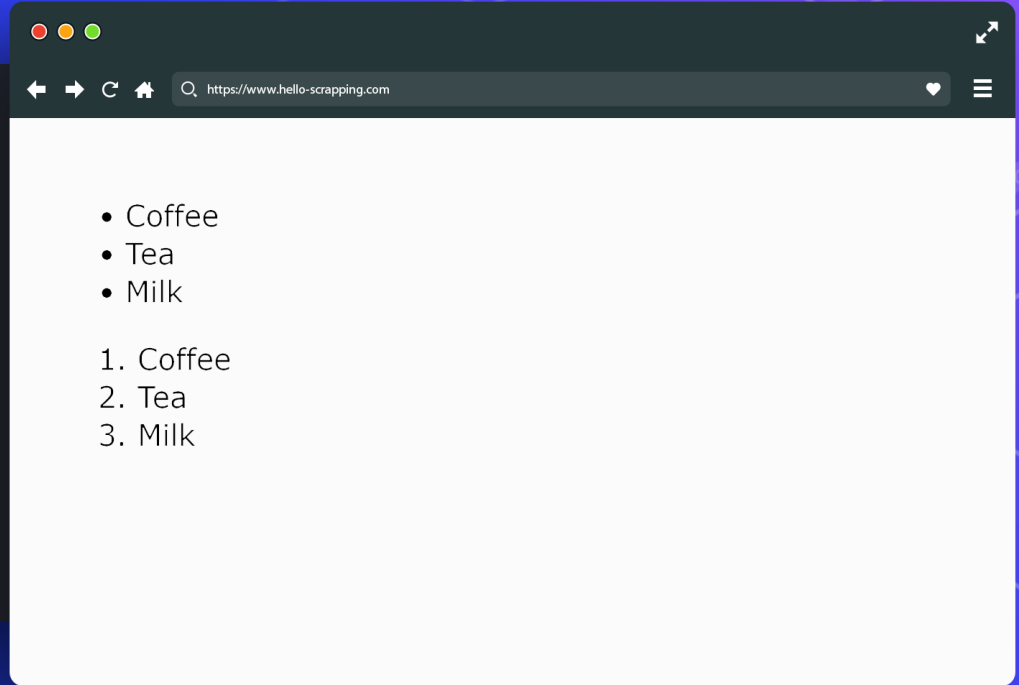 https://www.hello-scrapping.com
• Coffee
• Tea
• Milk
1. Coffee
2. Tea
3. Milk